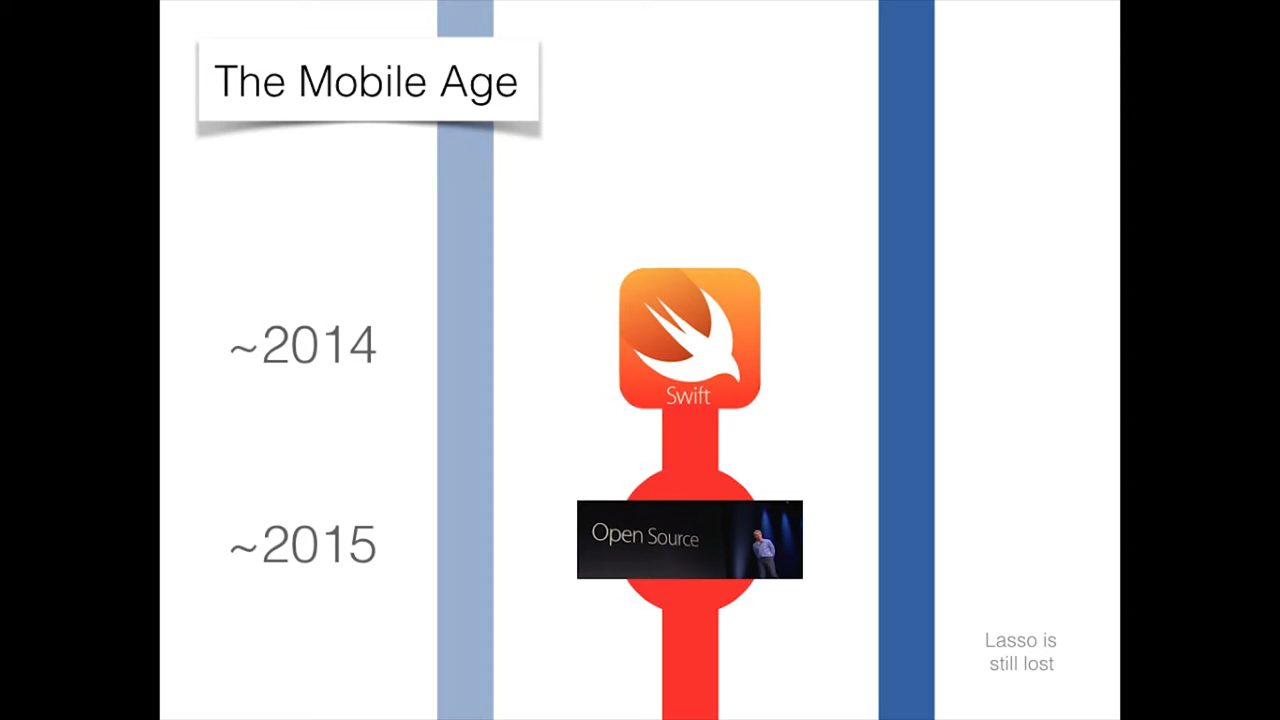 The Mobile Age
~2014
Swift
~2015
Open Source
Lasso is
still lost